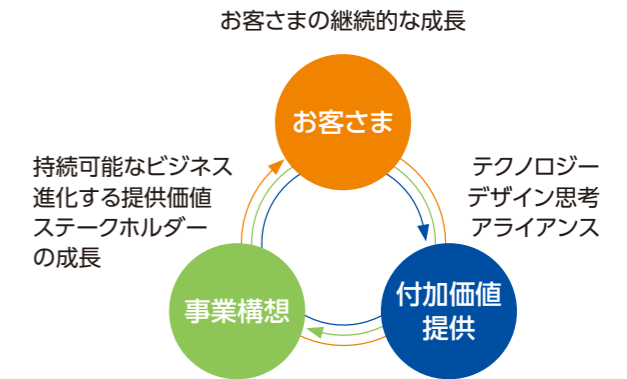 お客さまの継続的な成長
お客さま
持続可能なビジネス
進化する提供価値
ステークホルダー
の成長
テクノロジー
デザイン思考
アライアンス
事業構想
付加価値
提供